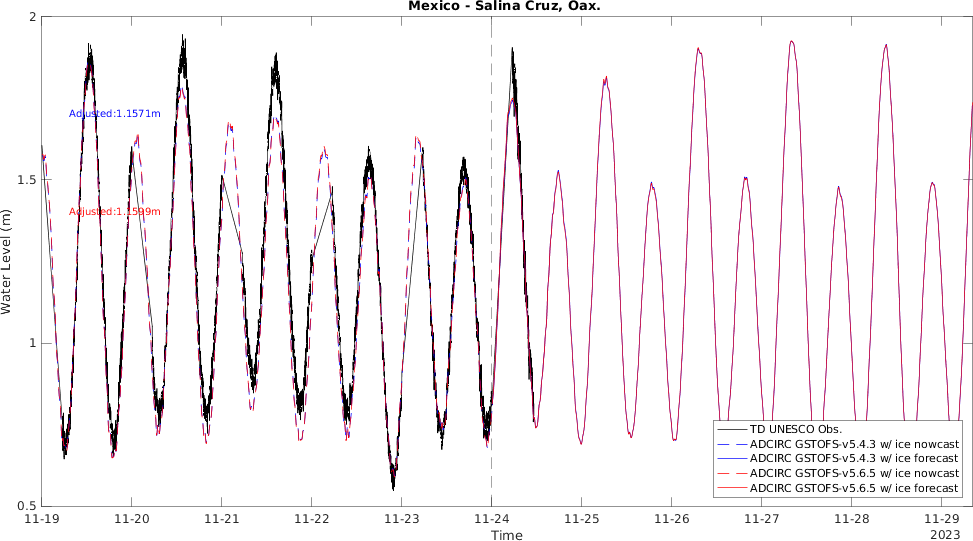 Mexico - Salina Cruz, Oax.
2
Adjusted:1.1571m
1.5
Adjusted:1.1599m
Water Level (m)
1
TD UNESCO Obs.
ADCIRC GSTOFS-v5.4.3 w/ ice nowcast
ADCIRC GSTOFS-v5.4.3 w/ ice forecast
ADCIRC GSTOFS-v5.6.5 w/ ice nowcast
ADCIRC GSTOFS-v5.6.5 w/ ice forecast
0.5
11-19 11-20 11-21 11-22 11-23 11-24 11-25 11-26 11-27 11-28 11-29
Time 2023